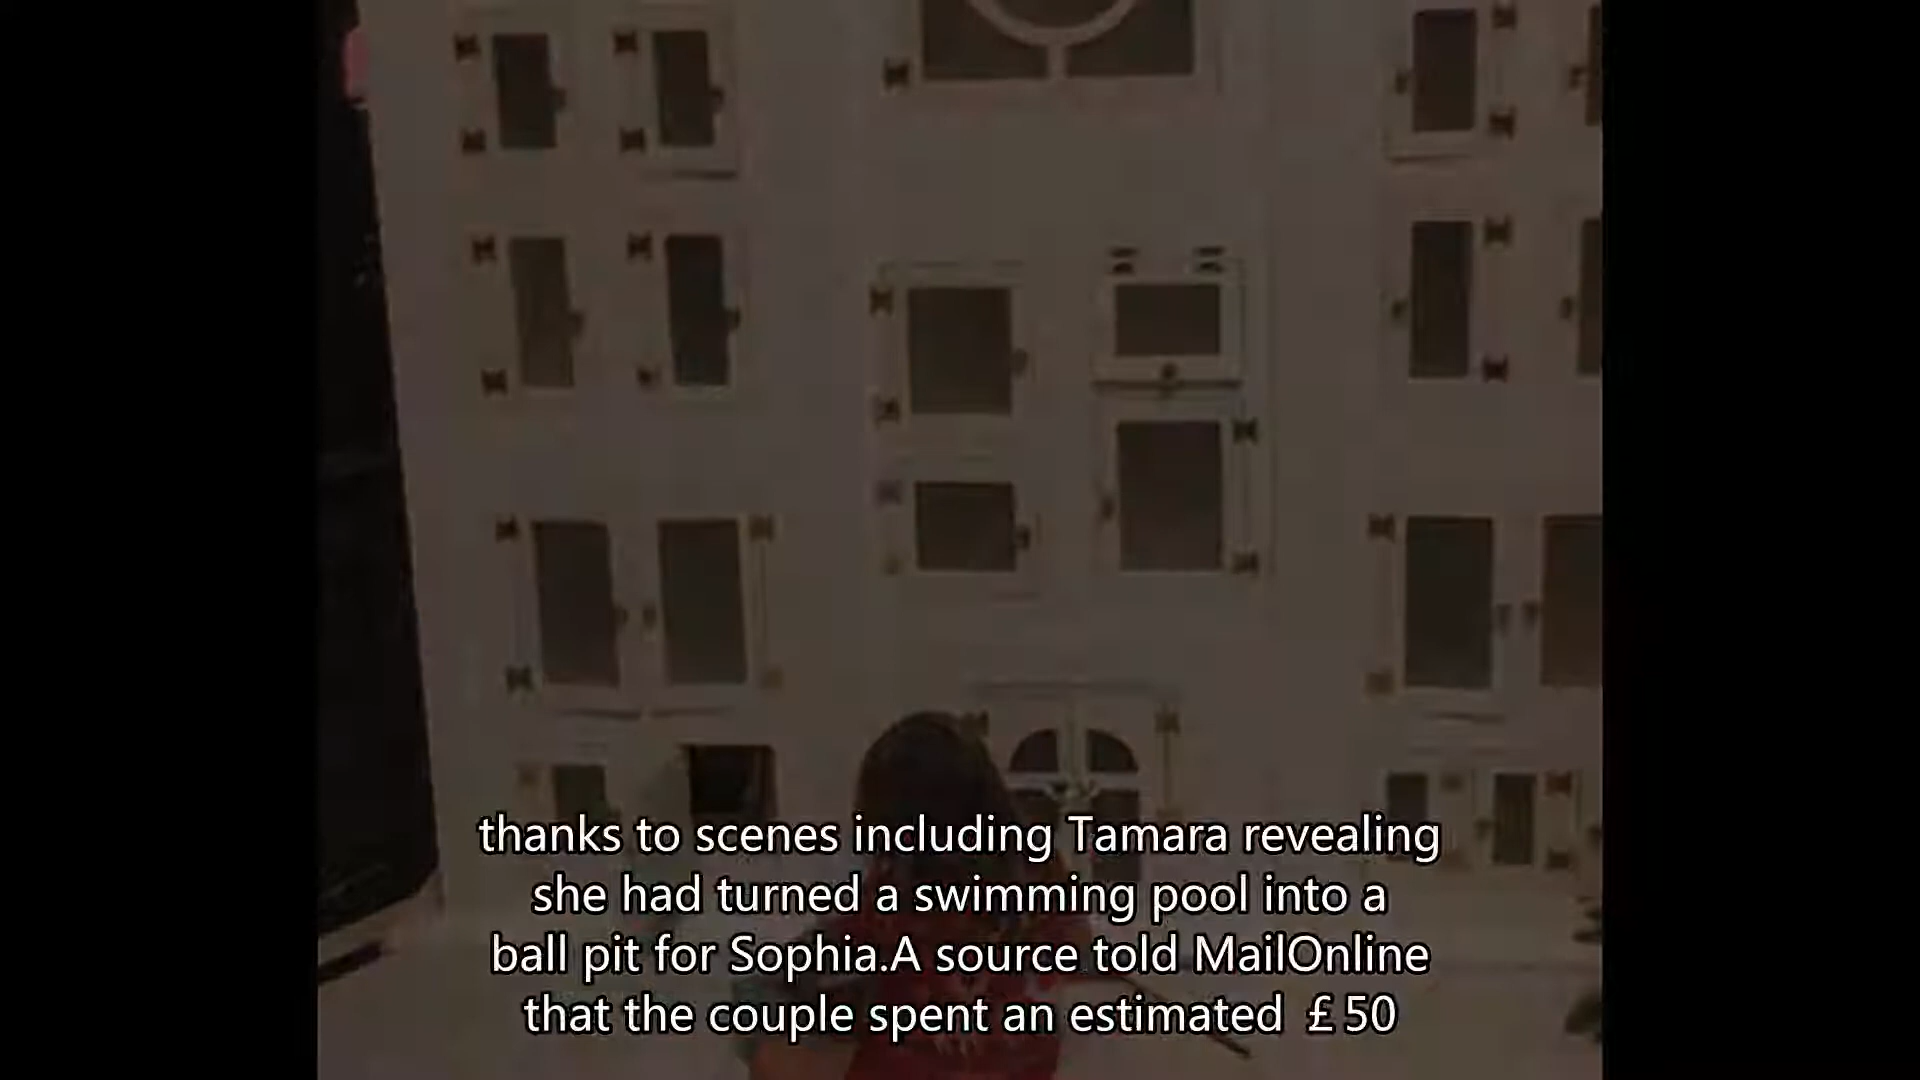 thanks to scenes including Tamara revealing
she had turned a swimming pool into a
ball pit for Sophia.A source told MailOnline
that the couple spent an estimated £50